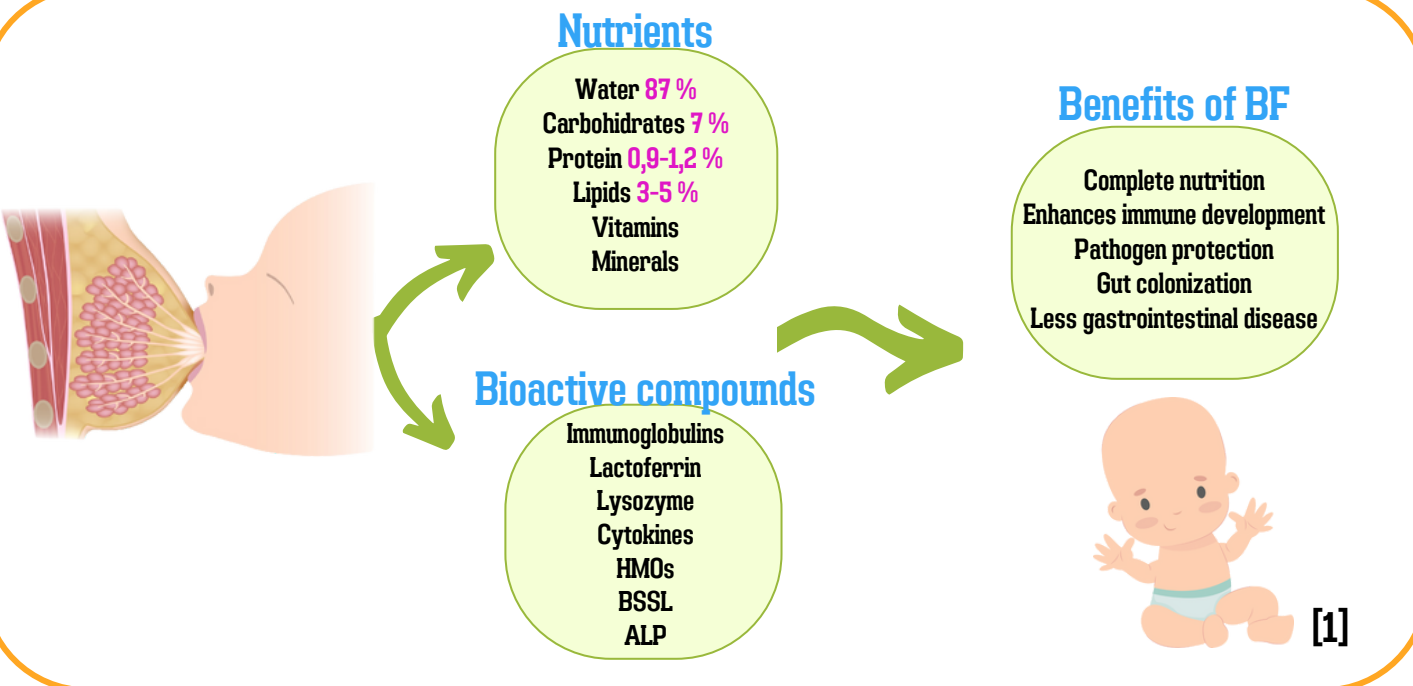 Nutrients
Water 87 %
Carbohidrates 7 %
Protein 0,9-1,2 %
Lipids 3-5 %
Vitamins
Minerals
Bioactive compounds
Immunoglobulins
Lactoferrin
Lysozyme
Cytokines
HMOs
BSSL
ALP
Benefits of BF
Complete nutrition
Enhances immune development
Pathogen protection
Gut colonization
Less gastrointestinal disease
[1]